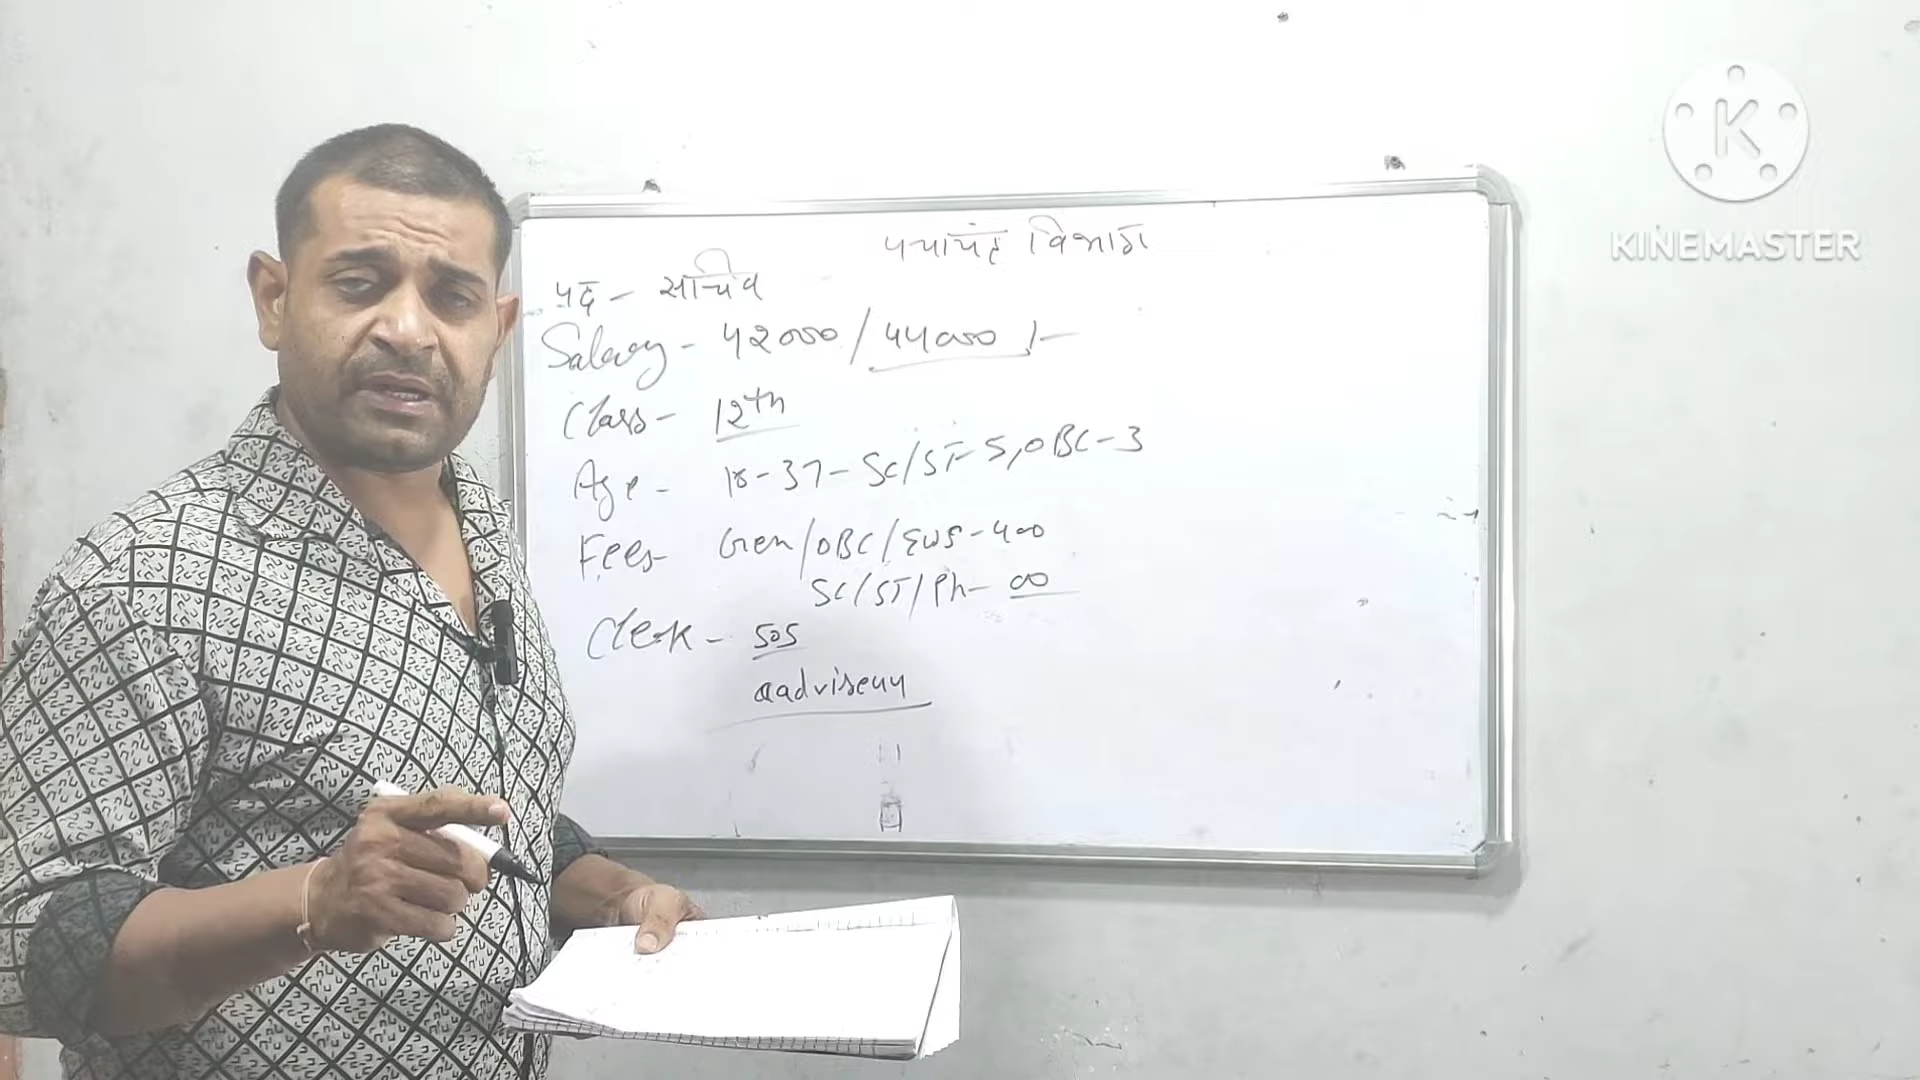 पंचायत विभाग
पद - सचिव
Salary - 42000 / 44000 /-
Class - 12th
Age - 18-37 - SC/ST-5, OBC-3
Fees - Gen/OBC/EWS-400
SC/ST/Ph- 00
Clerk - 505
KINEMASTER